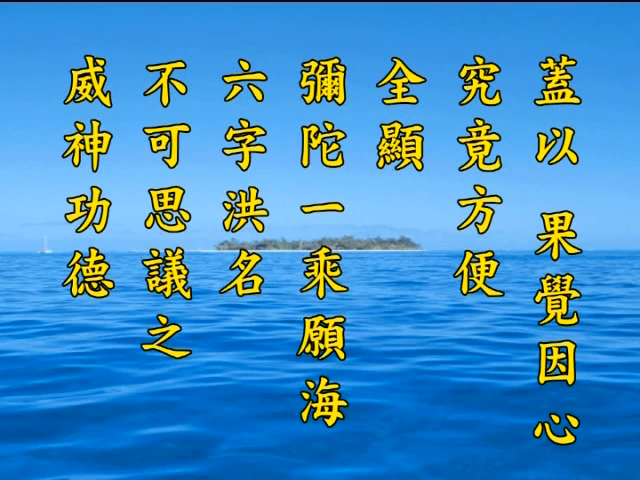 蓋以 果覺因心
究竟方便
全顯
彌陀一乘願海
六字洪名
不可思議之
威神功德